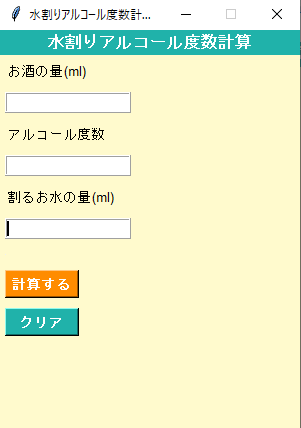 水割りアルコール度数計...
水割りアルコール度数計算
お酒の量(ml)
アルコール度数
割るお水の量(ml)
計算する
クリア